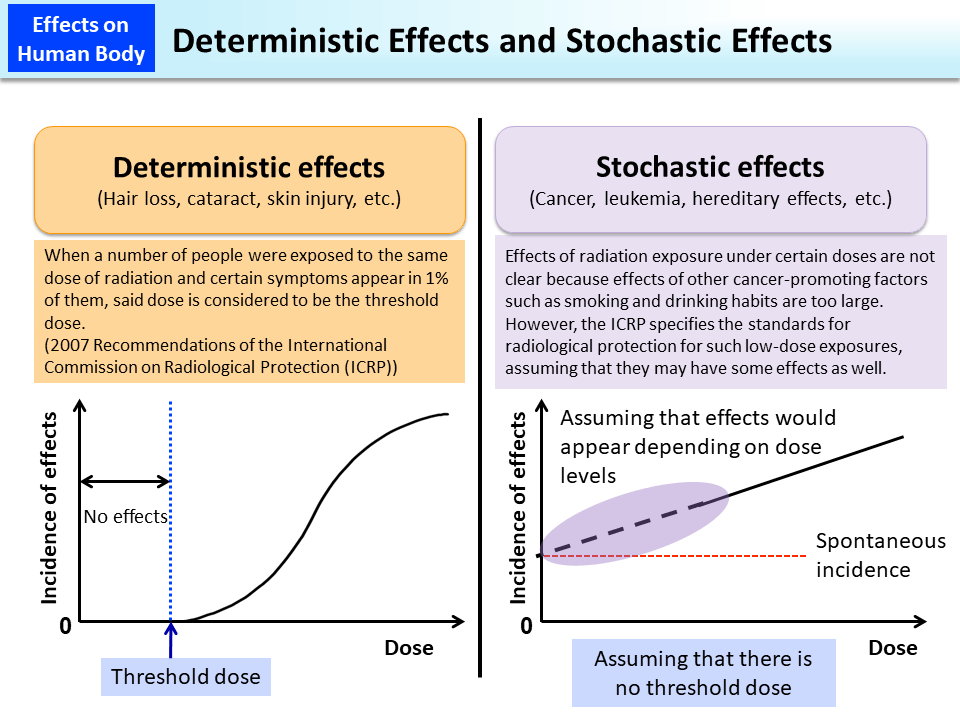 Effects on
Human Body
Deterministic Effects and Stochastic Effects
Deterministic effects
(Hair loss, cataract, skin injury, etc.)
When a number of people were exposed to the same
dose of radiation and certain symptoms appear in 1%
of them, said dose is considered to be the threshold
dose.
(2007 Recommendations of the International
Commission on Radiological Protection (ICRP))
Incidence of effects
No effects
0
Dose
Threshold dose
Stochastic effects
(Cancer, leukemia, hereditary effects, etc.)
Effects of radiation exposure under certain doses are not
clear because effects of other cancer-promoting factors
such as smoking and drinking habits are too large.
However, the ICRP specifies the standards for
radiological protection for such low-dose exposures,
assuming that they may have some effects as well.
Incidence of effects
Assuming that effects would
appear depending on dose
levels
Spontaneous
incidence
0
Dose
Assuming that there is
no threshold dose